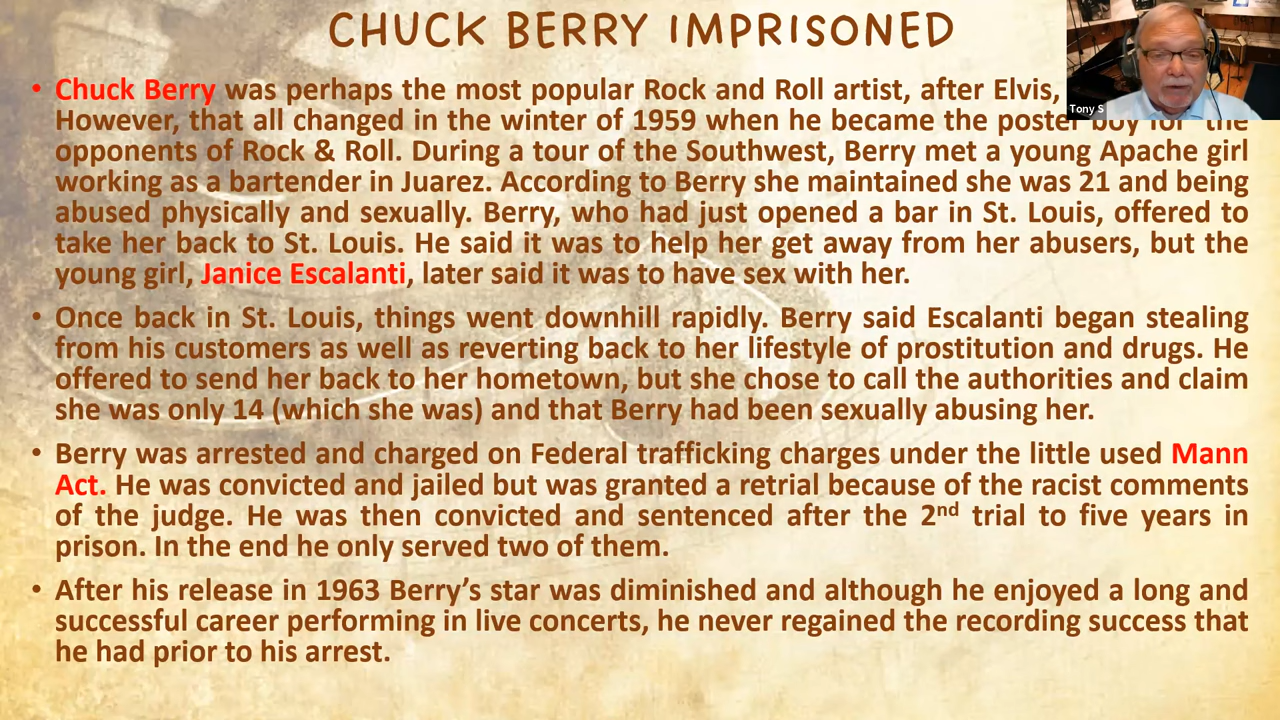 CHUCK BERRY IMPRISONED
• Chuck Berry was perhaps the most popular Rock and Roll artist, after Elvis,
However, that all changed in the winter of 1959 when he became the poster boy for the
opponents of Rock & Roll. During a tour of the Southwest, Berry met a young Apache girl
working as a bartender in Juarez. According to Berry she maintained she was 21 and being
abused physically and sexually. Berry, who had just opened a bar in St. Louis, offered to
take her back to St. Louis. He said it was to help her get away from her abusers, but the
young girl, Janice Escalanti, later said it was to have sex with her.
• Once back in St. Louis, things went downhill rapidly. Berry said Escalanti began stealing
from his customers as well as reverting back to her lifestyle of prostitution and drugs. He
offered to send her back to her hometown, but she chose to call the authorities and claim
she was only 14 (which she was) and that Berry had been sexually abusing her.
• Berry was arrested and charged on Federal trafficking charges under the little used Mann
Act. He was convicted and jailed but was granted a retrial because of the racist comments
of the judge. He was then convicted and sentenced after the 2nd trial to five years in
prison. In the end he only served two of them.
• After his release in 1963 Berry’s star was diminished and although he enjoyed a long and
successful career performing in live concerts, he never regained the recording success that
he had prior to his arrest.
Tony S